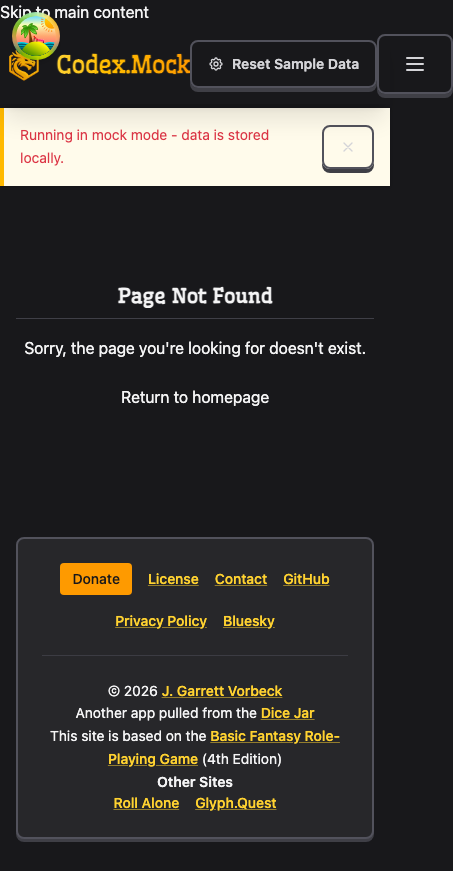 Skip to main content
Codex.Mock
Reset Sample Data
Running in mock mode - data is stored
locally.
Page Not Found
Sorry, the page you're looking for doesn't exist.
Return to homepage
Donate License Contact GitHub
Privacy Policy Bluesky
© 2026 J. Garrett Vorbeck
Another app pulled from the Dice Jar
This site is based on the Basic Fantasy Role-
Playing Game (4th Edition)
Other Sites
Roll Alone Glyph.Quest